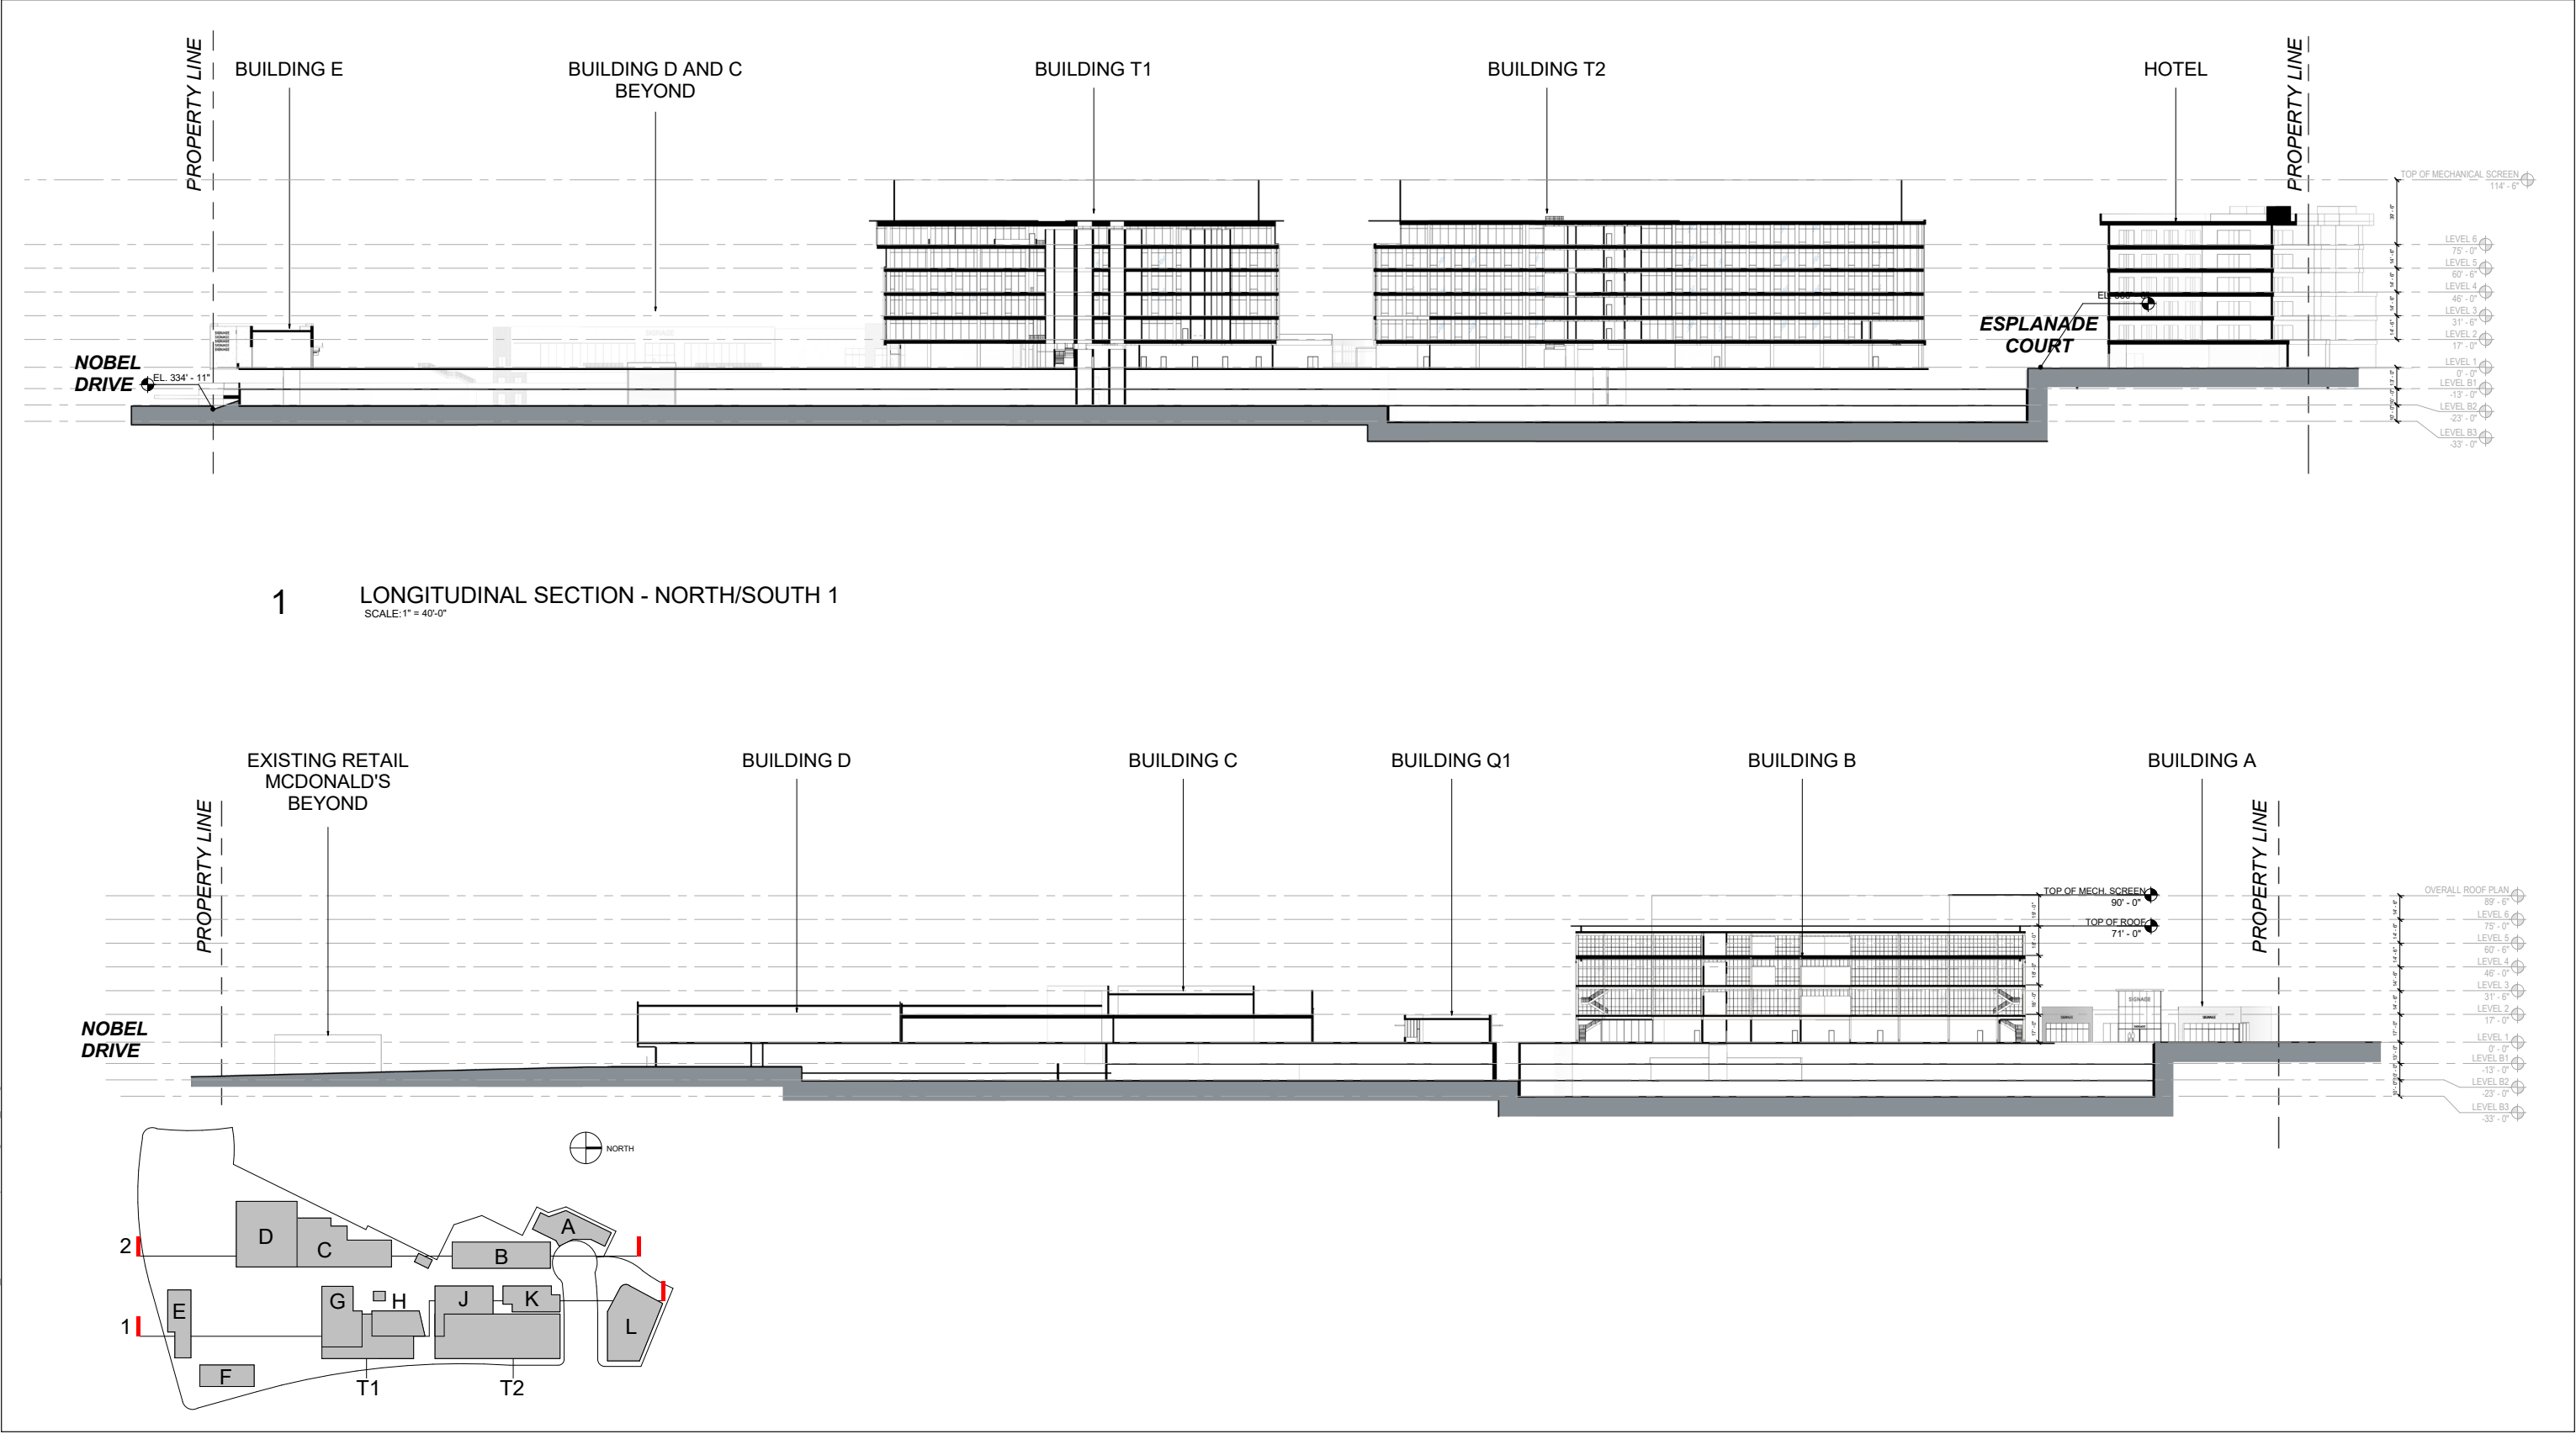 PROPERTY LINE
BUILDING E
BUILDING D AND C
BEYOND
BUILDING T1
BUILDING T2
HOTEL
PROPERTY LINE
TOP OF MECHANICAL SCREEN
114' - 6"
LEVEL 6
75' - 0"
LEVEL 5
60' - 6"
LEVEL 4
46' - 0"
LEVEL 3
31' - 6"
LEVEL 2
17' - 0"
LEVEL 1
0' - 0"
LEVEL B1
-13' - 0"
LEVEL B2
-23' - 0"
LEVEL B3
-33' - 0"
SIGNAGE
NOBEL
DRIVE
EL. 334' - 11"
ESPLANADE
COURT
1
LONGITUDINAL SECTION - NORTH/SOUTH 1
SCALE: 1" = 40'-0"
PROPERTY LINE
EXISTING RETAIL
MCDONALD'S
BEYOND
BUILDING D
BUILDING C
BUILDING Q1
BUILDING B
BUILDING A
PROPERTY LINE
TOP OF MECH. SCREEN
90' - 0"
TOP OF ROOF
71' - 0"
OVERALL ROOF PLAN
89' - 6"
LEVEL 6
75' - 0"
LEVEL 5
60' - 6"
LEVEL 4
46' - 0"
LEVEL 3
31' - 6"
LEVEL 2
17' - 0"
LEVEL 1
0' - 0"
LEVEL B1
-13' - 0"
LEVEL B2
-23' - 0"
LEVEL B3
-33' - 0"
SIGNAGE
NOBEL
DRIVE
NORTH
D
C
A
B
2
E
G
H
J
K
L
1
F
T1
T2